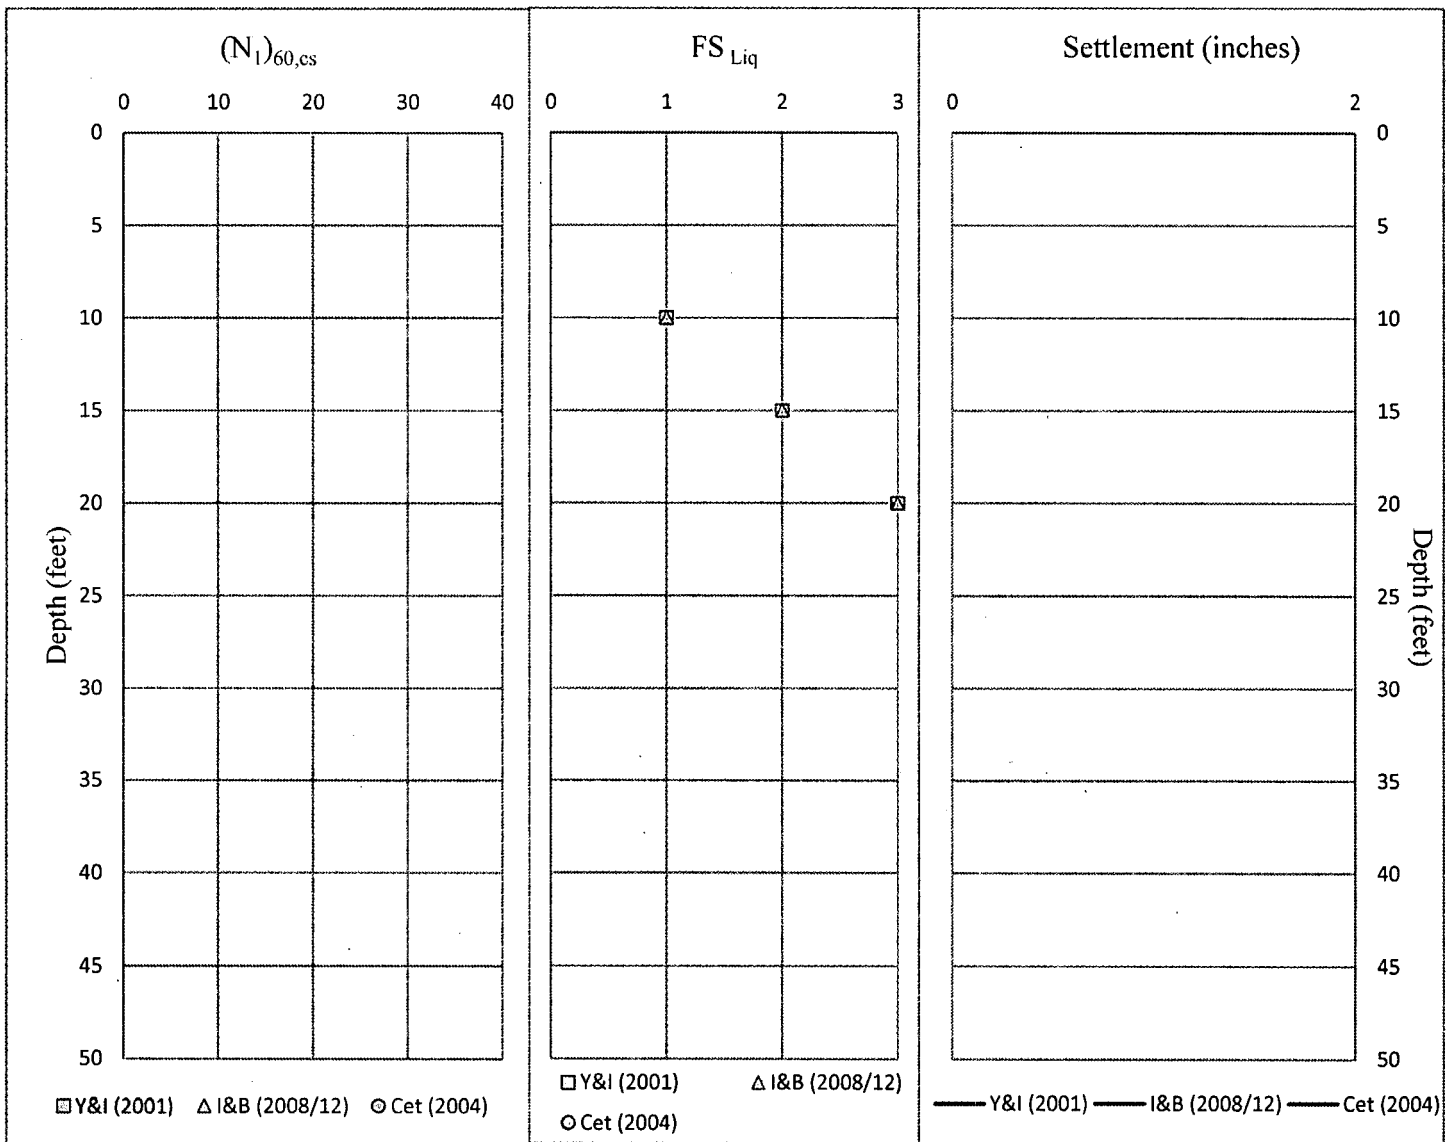 (N1)60,cs
0 10 20 30 40
0
5
10
15
20
25
30
35
40
45
50
Depth (feet)
Y&I (2001) I&B (2008/12) Cet (2004)
FS Liq
0 1 2 3
Y&I (2001) I&B (2008/12)
Cet (2004)
Settlement (inches)
0 2
0
5
10
15
20
25
30
35
40
45
50
Depth (feet)
Y&I (2001) I&B (2008/12) Cet (2004)